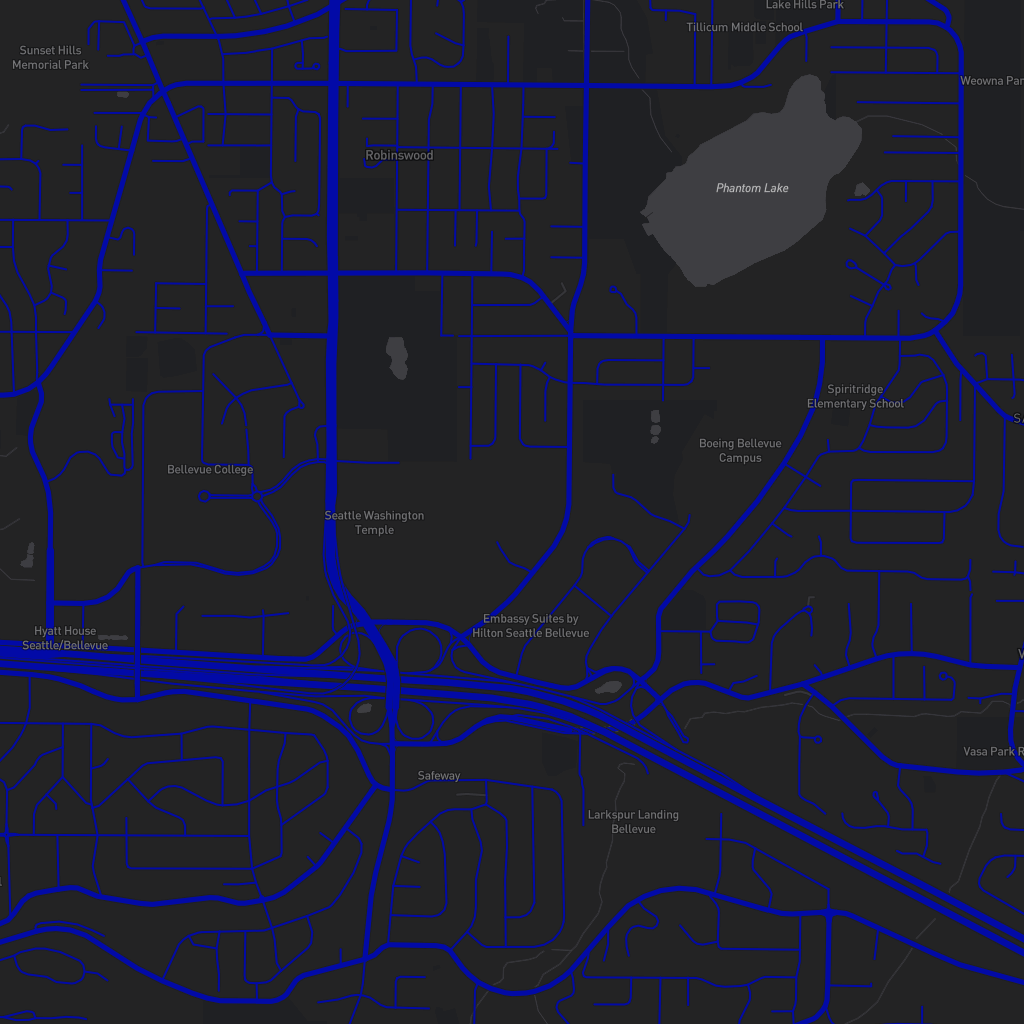 Lake Hills Park
Tillicum Middle School
Sunset Hills
Memorial Park
Weowna Par
Robinswood
Phantom Lake
Spiritridge
Elementary School
SA
Boeing Bellevue
Campus
Bellevue College
Seattle Washington
Temple
Embassy Suites by
Hilton Seattle Bellevue
Hyatt House
Seattle/Bellevue
V
Vasa Park R
Safeway
Larkspur Landing
Bellevue